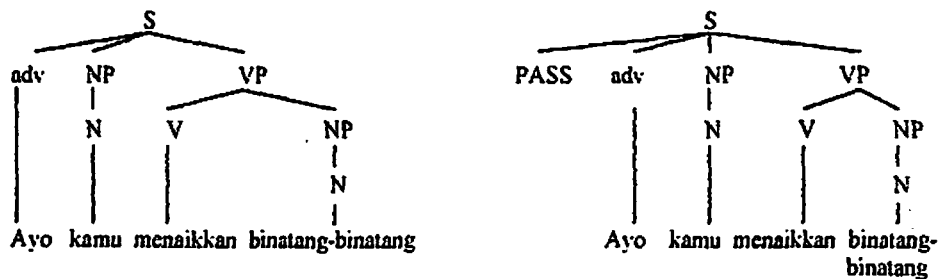 S S
adv NP VP PASS adv NP VP
N V NP N V NP
N N
Ayo kamu menaikkan binatang-binatang Ayo kamu menaikkan binatang-
binatang